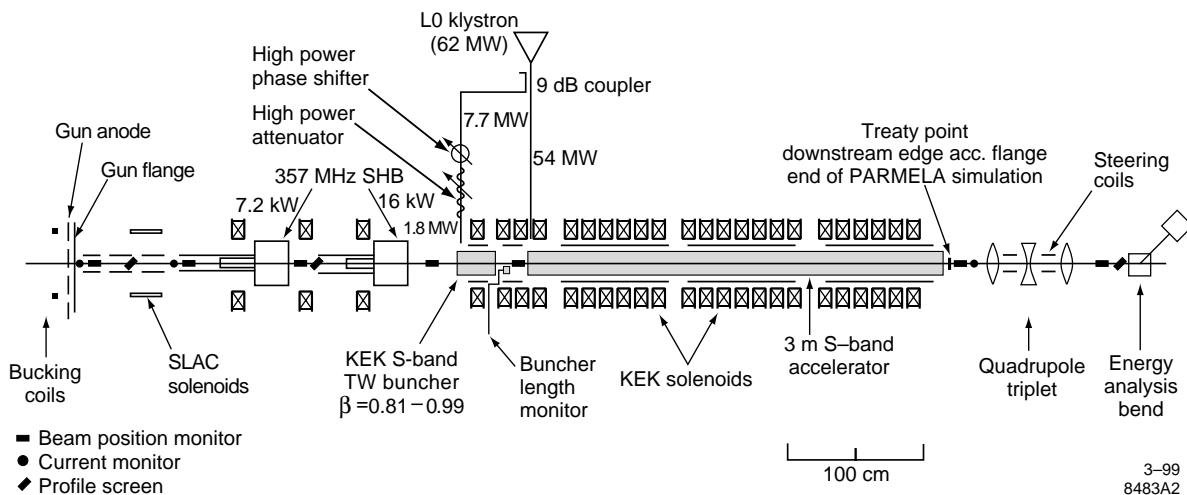 L0 klystron
(62 MW)
High power
phase shifter
9 dB coupler
High power
attenuator
7.7 MW
Gun anode
Gun flange
357 MHz SHB
54 MW
Treaty point
downstream edge acc. flange
end of PARMELA simulation
Steering
coils
7.2 kW
16 kW
1.8 MW
Bucking
coils
SLAC
solenoids
KEK S-band
TW buncher
β =0.81–0.99
Buncher
length
monitor
KEK solenoids
3 m S–band
accelerator
Quadrupole
triplet
Energy
analysis
bend
Beam position monitor
Current monitor
Profile screen
100 cm
3–99
8483A2